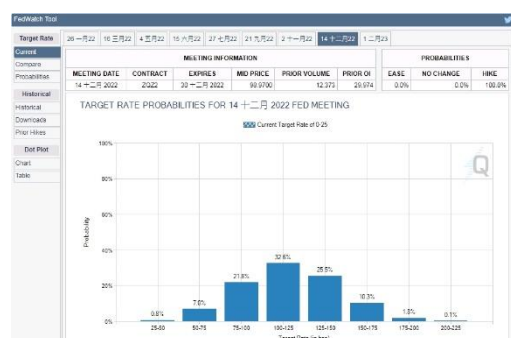 FedWatch Tool
Target Rate
Current
Compare
Probabilities
Historical
Historical
Downloads
Prior Hikes
Dot Plot
Chart
Table
26 一月22 16 三月22 4 五月22 15 六月22 27 七月22 21 九月22 2 十一月22 14 十二月22 1 二月23
MEETING INFORMATION PROBABILITIES
MEETING DATE CONTRACT EXPIRES MID PRICE PRIOR VOLUME PRIOR OI EASE NO CHANGE HIKE
14 十二月 2022 ZQZ2 30 十二月 2022 98.9700 12,373 29,974 0.0% 0.0% 100.0%
TARGET RATE PROBABILITIES FOR 14 十二月 2022 FED MEETING
Current Target Rate of 0-25
Q
Probability
100%
80%
60%
40%
20%
0%
0.8%
7.0%
21.8%
32.6%
25.5%
10.3%
0.1%
25-50 50-75 75-100 100-125 125-150 150-175 175-200 200-225
Target Rate (in bps)